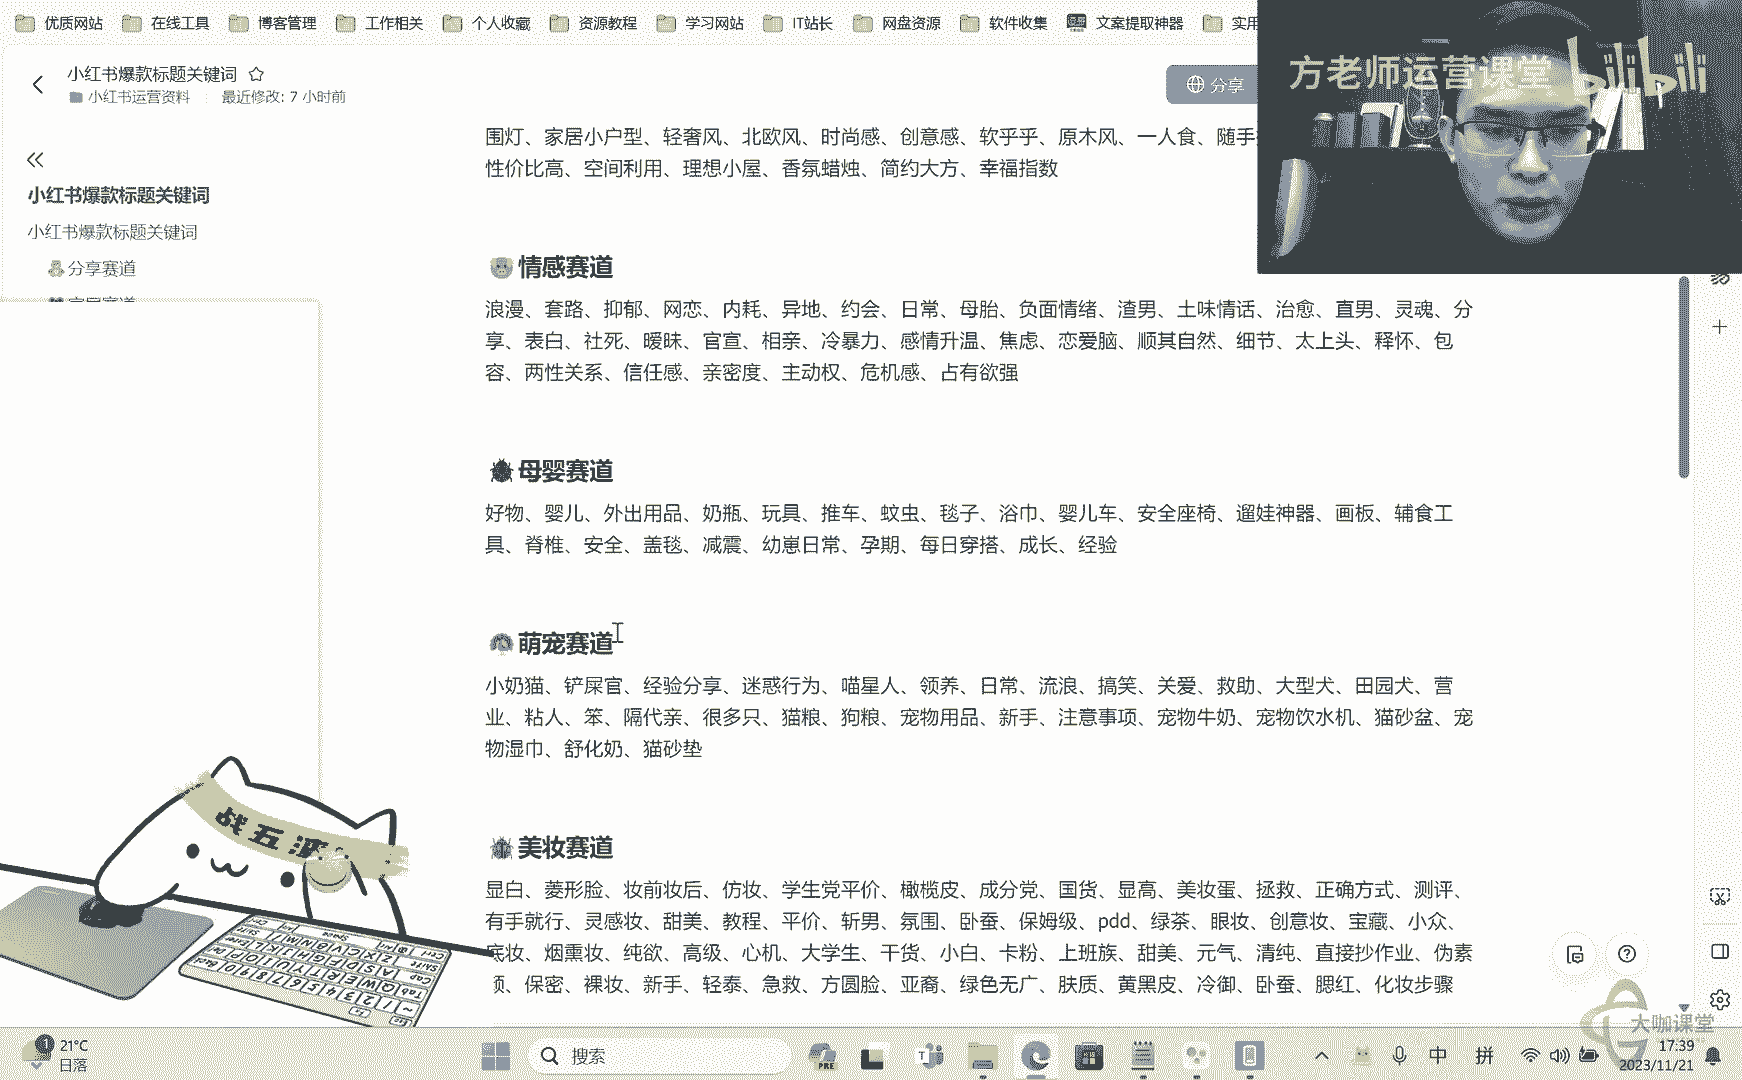 优质网站 在线工具 博客管理 工作相关 个人收藏 资源教程 学习网站 IT站长 网盘资源 软件收集 文案提取神器 实用
方老师运营课堂 bilibili
小红书爆款标题关键词
小红书运营资料 最近修改: 7 小时前
分享
小红书爆款标题关键词
小红书爆款标题关键词
分享赛道
围灯、家居小户型、轻奢风、北欧风、时尚感、创意感、软乎乎、原木风、一人食、随手
性价比高、空间利用、理想小屋、香氛蜡烛、简约大方、幸福指数
情感赛道
浪漫、套路、抑郁、网恋、内耗、异地、约会、日常、母胎、负面情绪、渣男、土味情话、治愈、直男、灵魂、分
享、表白、社死、暧昧、官宣、相亲、冷暴力、感情升温、焦虑、恋爱脑、顺其自然、细节、太上头、释怀、包
容、两性关系、信任感、亲密度、主动权、危机感、占有欲强
母婴赛道
好物、婴儿、外出用品、奶瓶、玩具、推车、蚊虫、毯子、浴巾、婴儿车、安全座椅、遛娃神器、画板、辅食工
具、脊椎、安全、盖毯、减震、幼崽日常、孕期、每日穿搭、成长、经验
萌宠赛道
小奶猫、铲屎官、经验分享、迷惑行为、喵星人、领养、日常、流浪、搞笑、关爱、救助、大型犬、田园犬、营
业、粘人、笨、隔代亲、很多只、猫粮、狗粮、宠物用品、新手、注意事项、宠物牛奶、宠物饮水机、猫砂盆、宠
物湿巾、舒化奶、猫砂垫
美妆赛道
显白、菱形脸、妆前妆后、仿妆、学生党平价、橄榄皮、成分党、国货、显高、美妆蛋、拯救、正确方式、测评、
有手就行、灵感妆、甜美、教程、平价、斩男、氛围、卧蚕、保姆级、pdd、绿茶、眼妆、创意妆、宝藏、小众、
底妆、烟熏妆、纯欲、高级、心机、大学生、干货、小白、卡粉、上班族、甜美、元气、清纯、直接抄作业、伪素
颜、保密、裸妆、新手、轻泰、急救、方圆脸、亚裔、绿色无广、肤质、黄黑皮、冷御、卧蚕、腮红、化妆步骤
战五渣
大咖课堂
1 21°C
日落
搜索
PRE
中 拼
17:39
2023/11/21